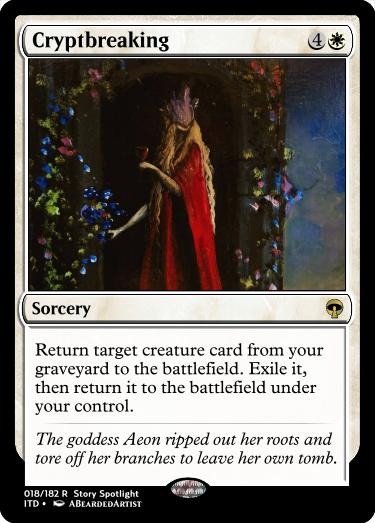 Cryptbreaking 4
Sorcery
Return target creature card from your
graveyard to the battlefield. Exile it,
then return it to the battlefield under
your control.
The goddess Aeon ripped out her roots and
tore off her branches to leave her own tomb.
018/182 R Story Spotlight
ITD • ABeardedArtist